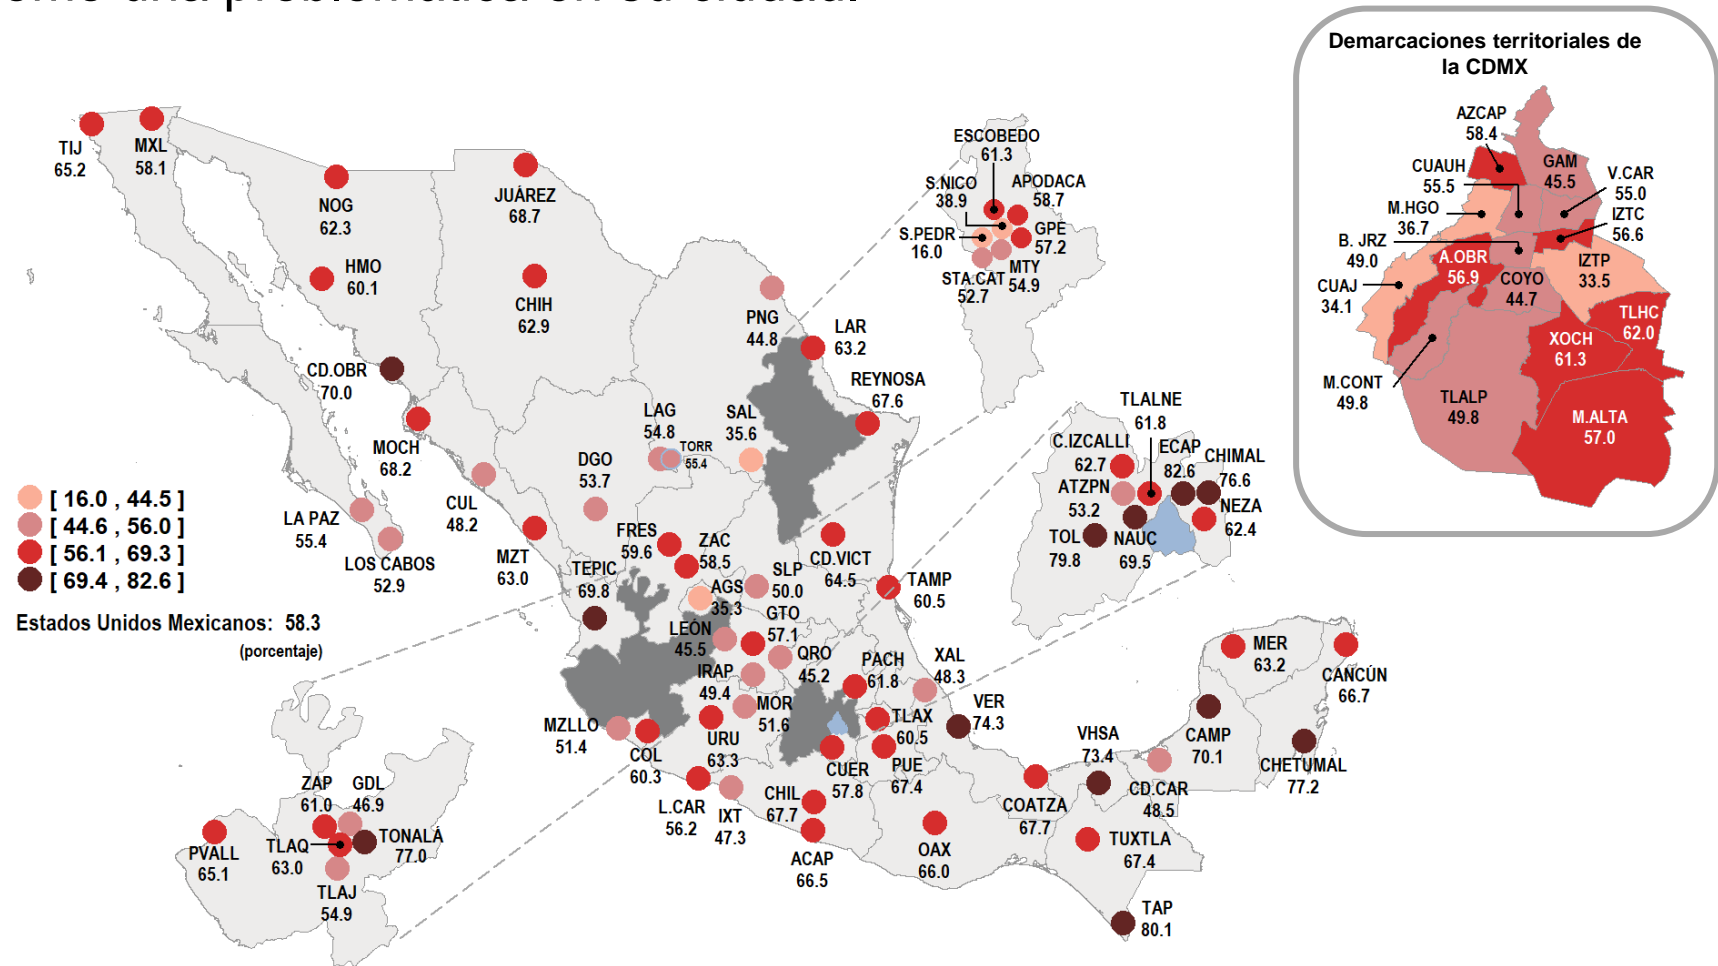 Demarcaciones territoriales de
la CDMX
AZCAP
58.4
CUAUH
55.5
GAM
45.5
V.CAR
55.0
M.HGO
36.7
IZTC
56.6
B. JRZ
49.0
A.OBR
56.9
IZTP
33.5
CUAJ
34.1
COYO
44.7
TLHC
62.0
XOCH
61.3
M.CONT
49.8
TLALP
49.8
M.ALTA
57.0
TIJ
65.2
MXL
58.1
NOG
62.3
JUÁREZ
68.7
HMO
60.1
CHIH
62.9
CD.OBR
70.0
MOCH
68.2
PNG
44.8
LAR
63.2
REYNOSA
67.6
ESCOBEDO
61.3
S.NICO
38.9
APODACA
58.7
S.PEDR
16.0
GPE
57.2
MTY
54.9
STA.CAT
52.7
LAG
54.8
TORR
55.4
SAL
35.6
DGO
53.7
CUL
48.2
LA PAZ
55.4
LOS CABOS
52.9
MZT
63.0
FRES
59.6
ZAC
58.5
CD.VICT
64.5
TEPIC
69.8
AGS
35.3
SLP
50.0
TAMP
60.5
GTO
57.1
LEÓN
45.5
QRO
45.2
IRAP
49.4
PACH
61.8
XAL
48.3
MOR
51.6
TLAX
60.5
VER
74.3
MZLLO
51.4
COL
60.3
URU
63.3
CUER
57.8
PUE
67.4
L.CAR
56.2
IXT
47.3
CHIL
67.7
ACAP
66.5
OAX
66.0
COATZA
67.7
VHSA
73.4
CD.CAR
48.5
CAMP
70.1
MER
63.2
CANCÚN
66.7
CHETUMAL
77.2
TUXTLA
67.4
TAP
80.1
TLALNE
61.8
C.IZCALLI
62.7
ECAP
82.6
CHIMAL
76.6
ATZPN
53.2
NEZA
62.4
TOL
79.8
NAUC
69.5
[ 16.0 , 44.5 ]
[ 44.6 , 56.0 ]
[ 56.1 , 69.3 ]
[ 69.4 , 82.6 ]
Estados Unidos Mexicanos: 58.3
(porcentaje)
ZAP
61.0
GDL
46.9
TLAQ
63.0
TONALÁ
77.0
PVALL
65.1
TLAJ
54.9